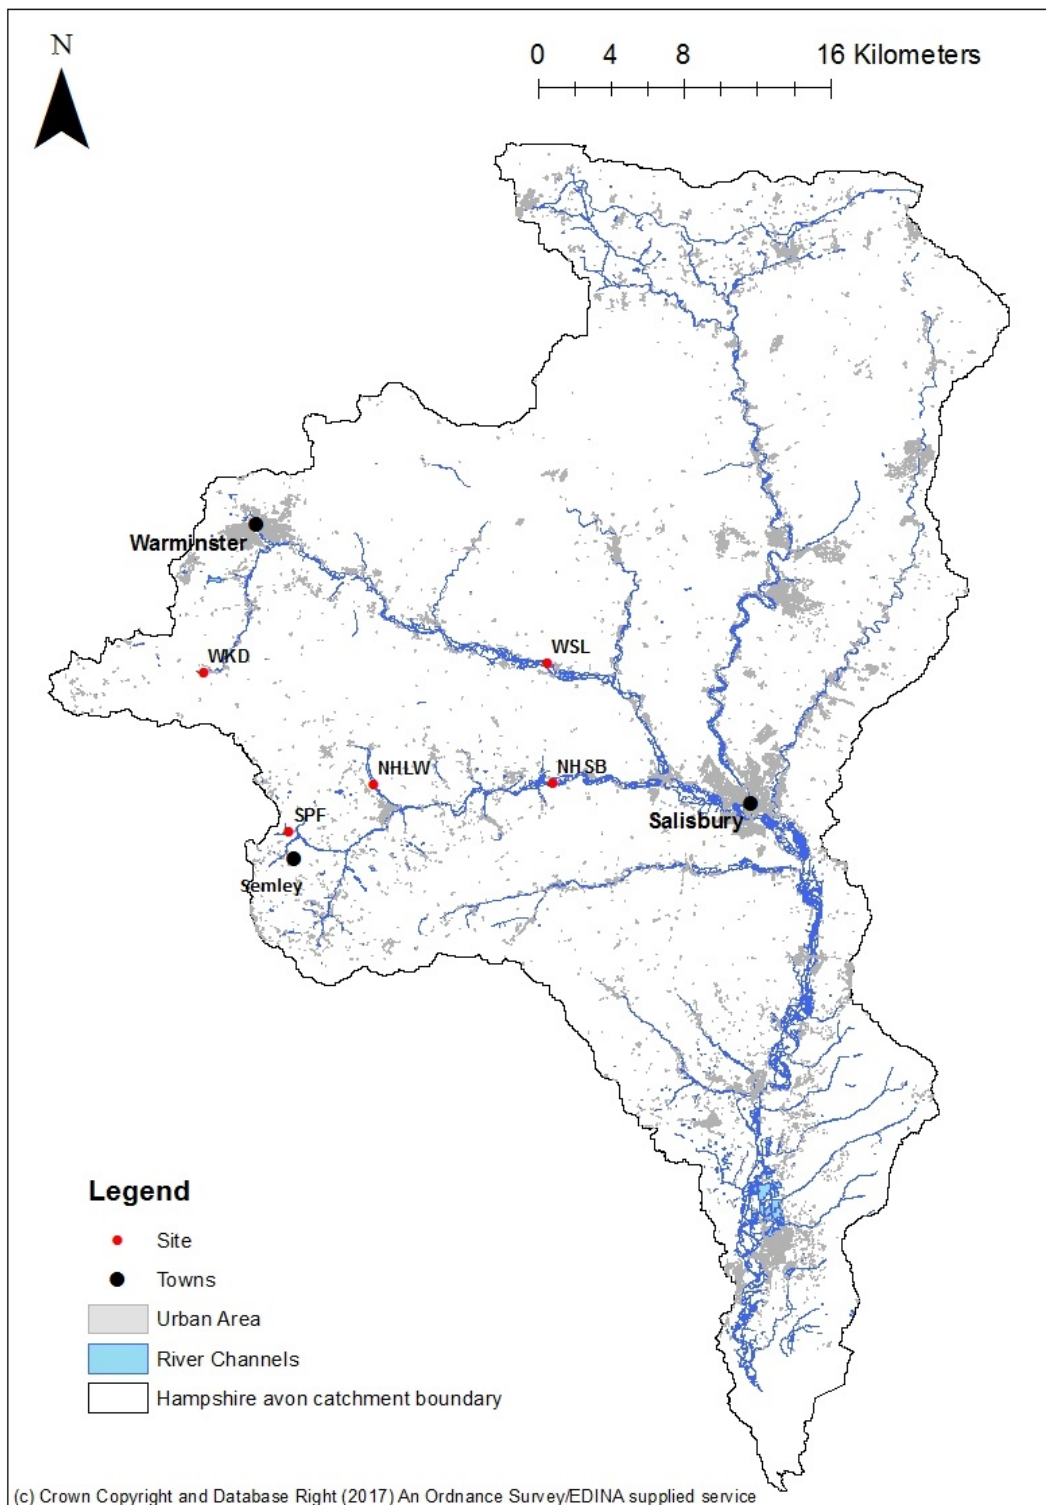 N
0 4 8 16 Kilometers
Warminster
WKD
WSL
NHLW
NHSB
SPF
Salisbury
Semley
Legend
Site
Towns
Urban Area
River Channels
Hampshire avon catchment boundary
(c) Crown Copyright and Database Right (2017) An Ordnance Survey/EDINA supplied service